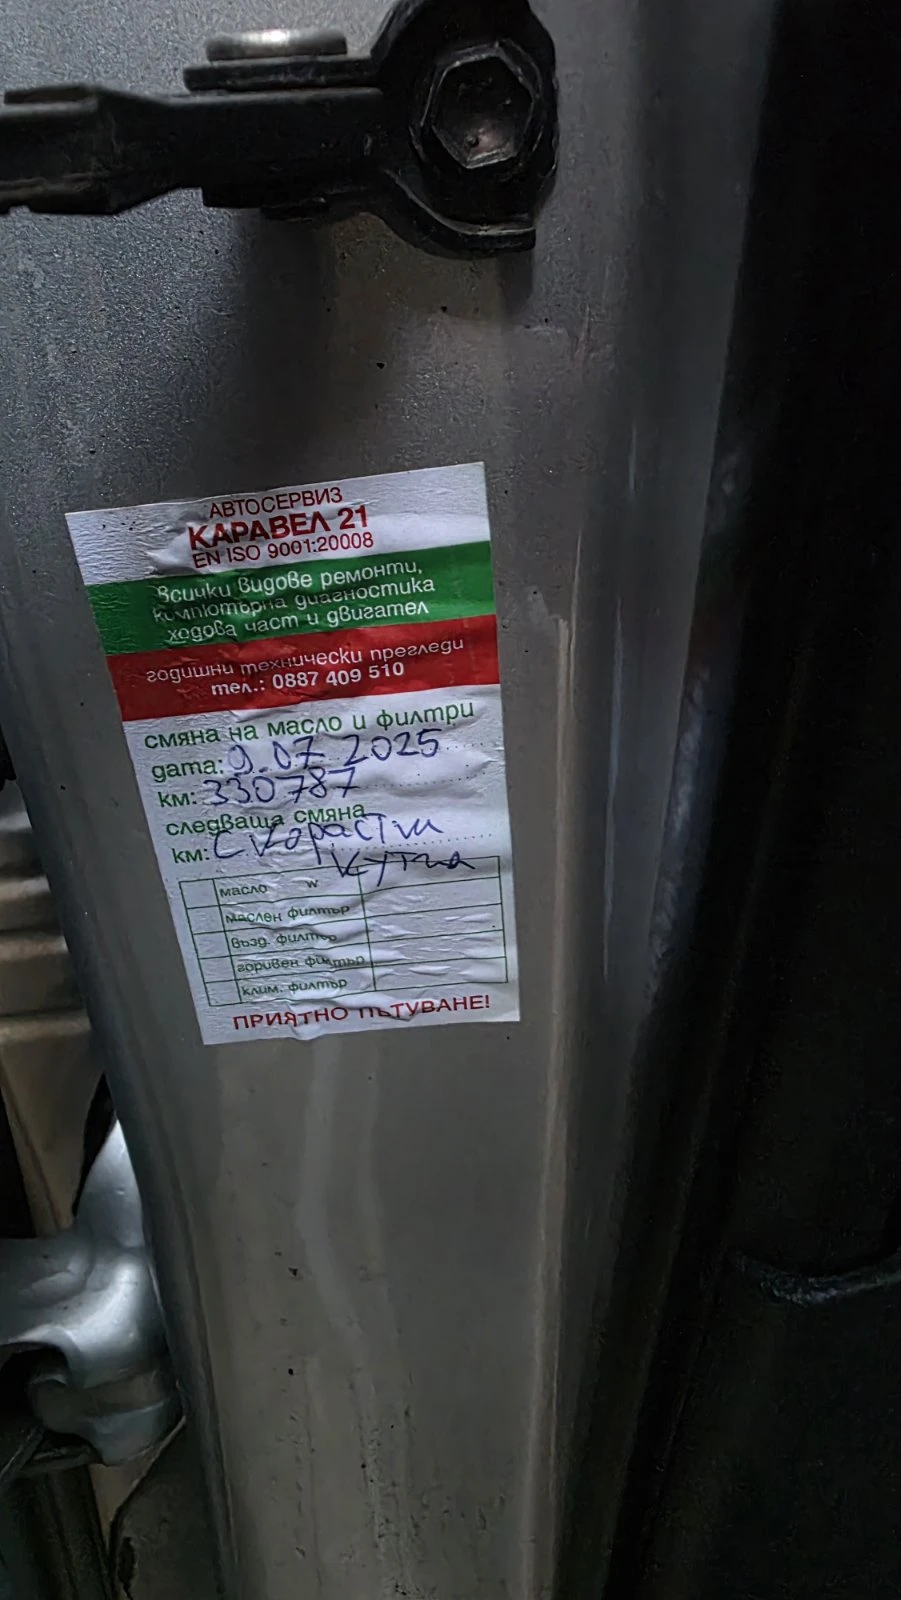 АВТОСЕРВИЗ
КАРАВЕЛ 21
EN ISO 9001:20008
всички видове ремонти,
компютърна диагностика
ходова част и двигател
годишни технически прегледи
тел.: 0887 409 510
смяна на масло и филтри
дата: 9.07 2025
км: 330787
следваща смяна
км: Скорастни
кутия
масло w
маслен филтър
възд. филтър
горивен филтър
клим. филтър
ПРИЯТНО ПЪТУВАНЕ!